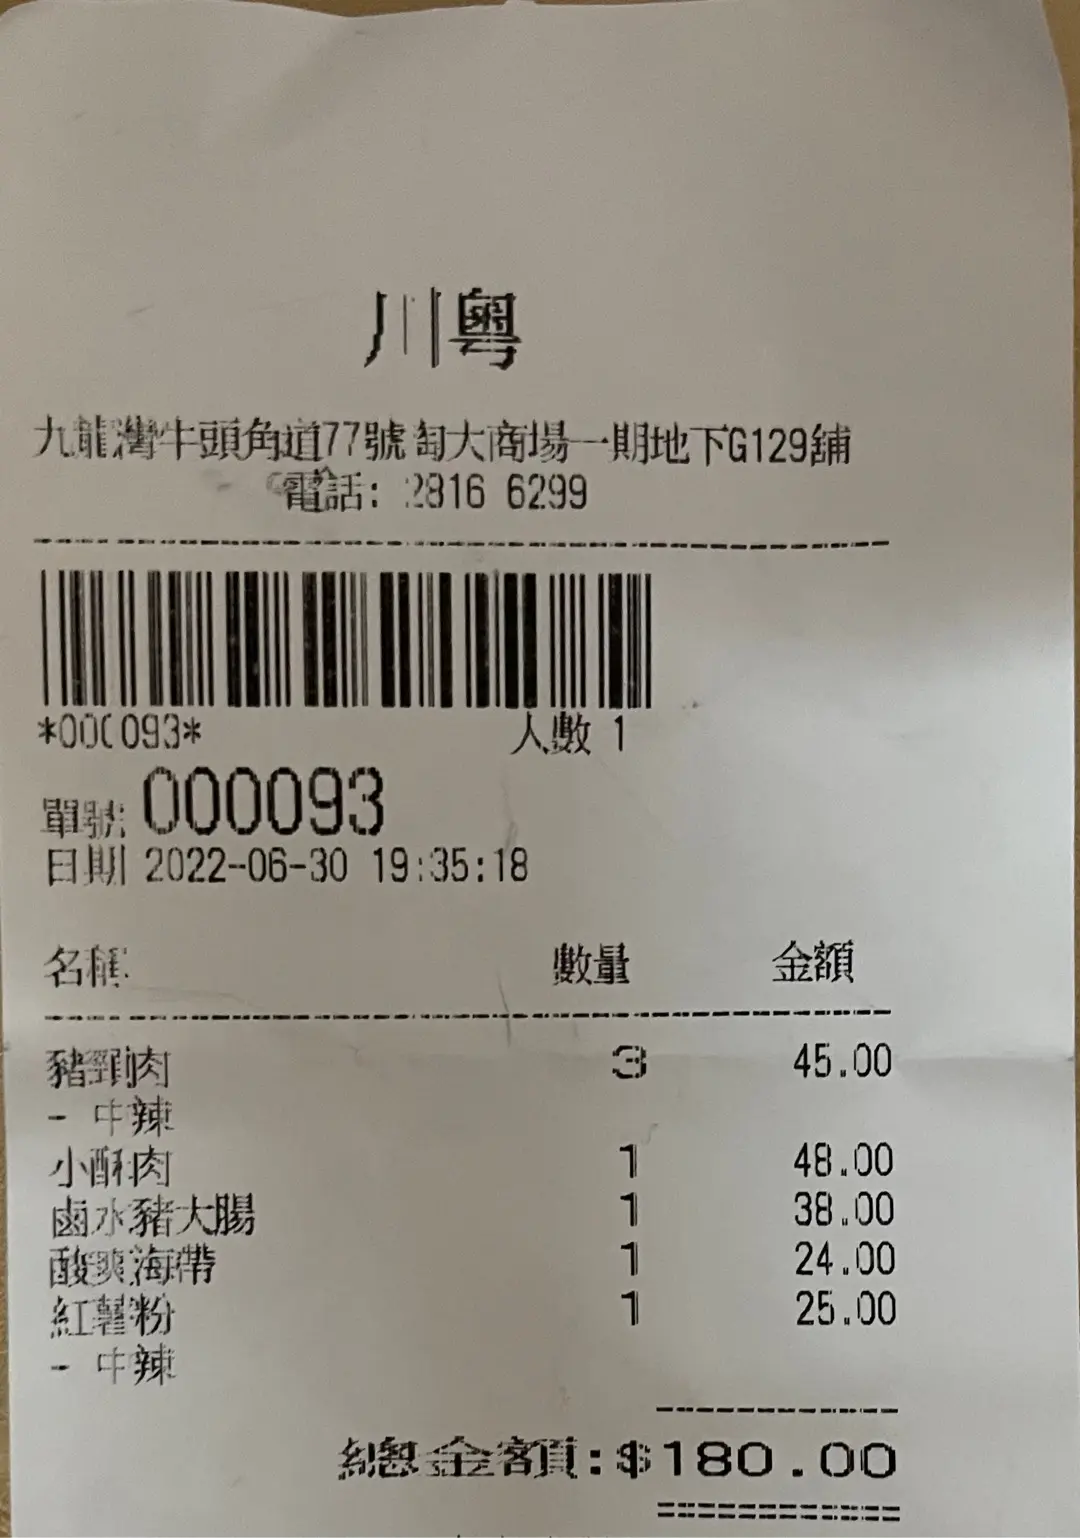 川粵
九龍灣牛頭角道77號淘大商場一期地下G129舖
電話: 2816 6299
*000093* 人數 1
單號: 000093
日期 2022-06-30 19:35:18
名稱 數量 金額
豬頸肉 3 45.00
- 中辣
小酥肉 1 48.00
鹵水豬大腸 1 38.00
酸爽海帶 1 24.00
紅薯粉 1 25.00
- 中辣
總金額:$180.00